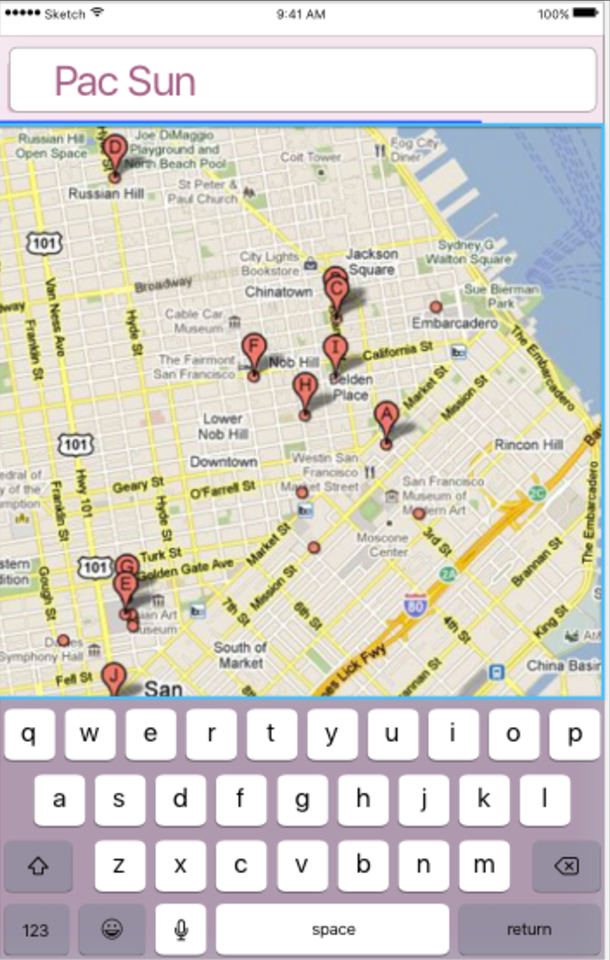 Sketch
9:41 AM
100%
Pac Sun
Russian Hill
Open Space
D
Joe DiMaggio
Playground and
North Beach Pool
Coit Tower
Fog City
Diner
Russian Hill
St Peter &
Paul Church
101
City Lights
Bookstore
Jackson
Square
Sydney G
Walton Square
Broadway
Chinatown
C
Sue Bierman
Park
Van Ness Ave
Franklin St
Hyde St
Cable Car
Museum
Embarcadero
The Embarcadero
F
I
California St
The Fairmont
San Francisco
Nob Hill
H
Belden
Place
Market St
Mission St
A
Lower
Nob Hill
101
Rincon Hill
Downtown
Westin San
Francisco
Market Street
Geary St
O'Farrell St
Hwy 101
Franklin St
Hyde St
San Francisco
Museum of
Modern Art
2C
The Embarcadero
3rd St
Moscone
Center
Market St
Turk St
Golden Gate Ave
101
G
E
Gough St
7th St
Mission St
6th St
2A
80
Brannan St
4th St
King St
Asian Art
Museum
Symphony Hall
South of
Market
Fell St
J
San
China Basin
q w e r t y u i o p
a s d f g h j k l
z x c v b n m
123
space
return